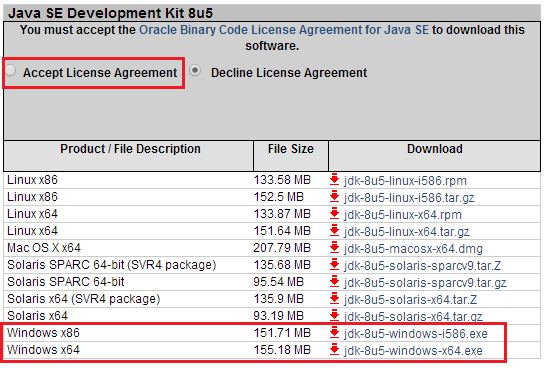 Java SE Development Kit 8u5
You must accept the Oracle Binary Code License Agreement for Java SE to download this
software.
Accept License Agreement Decline License Agreement
Product / File Description File Size Download
Linux x86 133.58 MB jdk-8u5-linux-i586.rpm
Linux x86 152.5 MB jdk-8u5-linux-i586.tar.gz
Linux x64 133.87 MB jdk-8u5-linux-x64.rpm
Linux x64 151.64 MB jdk-8u5-linux-x64.tar.gz
Mac OS X x64 207.79 MB jdk-8u5-macosx-x64.dmg
Solaris SPARC 64-bit (SVR4 package) 135.68 MB jdk-8u5-solaris-sparcv9.tar.Z
Solaris SPARC 64-bit 95.54 MB jdk-8u5-solaris-sparcv9.tar.gz
Solaris x64 (SVR4 package) 135.9 MB jdk-8u5-solaris-x64.tar.Z
Solaris x64 93.19 MB jdk-8u5-solaris-x64.tar.gz
Windows x86 151.71 MB jdk-8u5-windows-i586.exe
Windows x64 155.18 MB jdk-8u5-windows-x64.exe